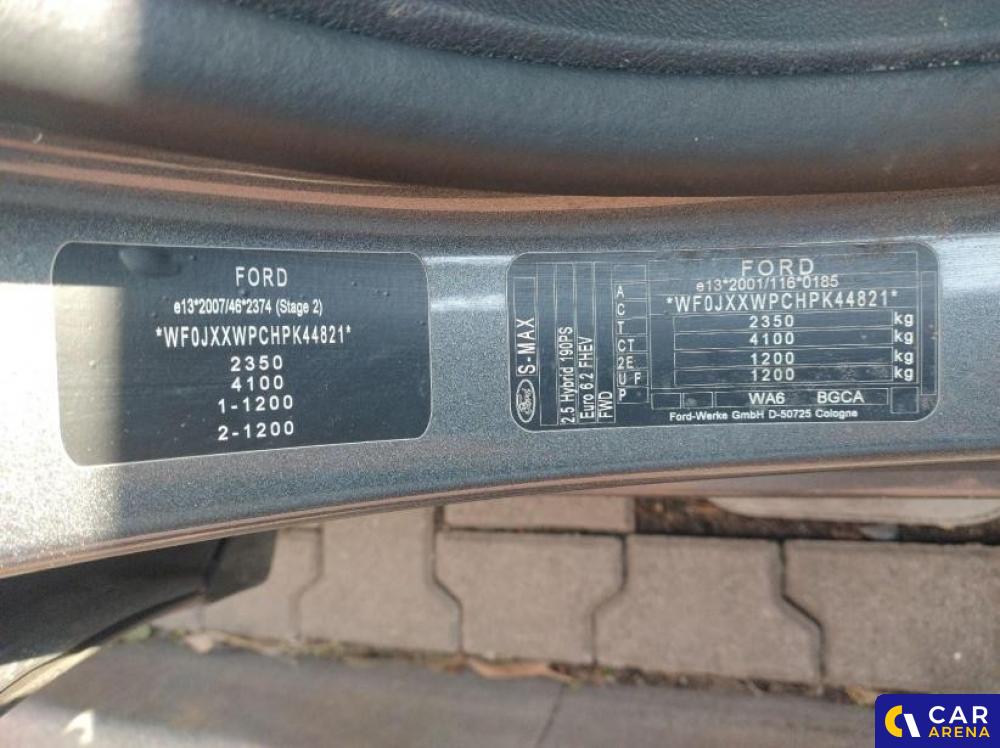 FORD
e13*2007/46*2374 (Stage 2)
*WF0JXXWPCHPK44821*
2350
4100
1-1200
2-1200
Ford
S-MAX
2.5 Hybrid 190PS
Euro 6.2 FHEV
FWD
A
C
T
CT
2E
U F
P
FORD
e13*2001/116*0185
*WF0JXXWPCHPK44821*
2350 kg
4100 kg
1200 kg
1200 kg
WA6 BGCA
Ford-Werke GmbH D-50725 Cologne
CAR
ARENA